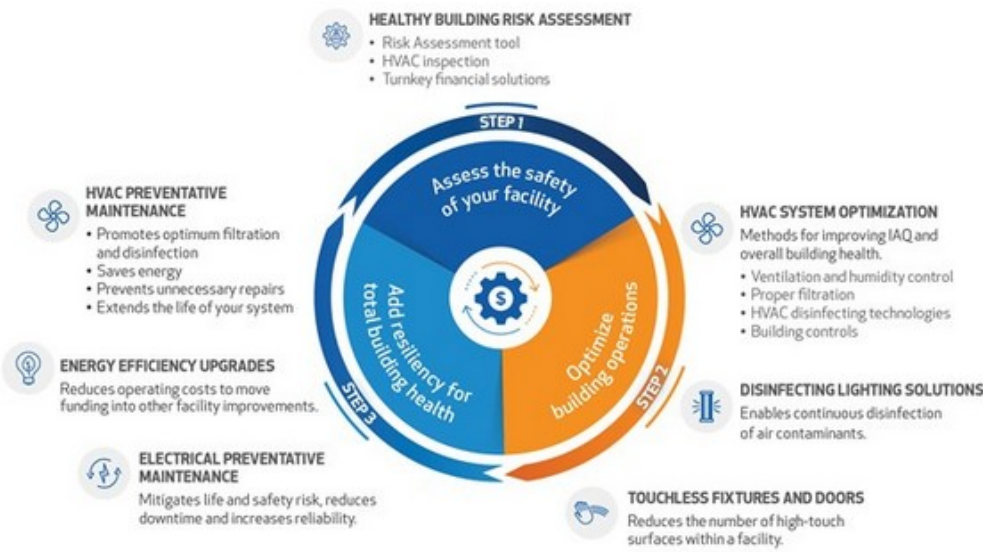 HEALTHY BUILDING RISK ASSESSMENT
• Risk Assessment tool
• HVAC inspection
• Turnkey financial solutions
STEP 1
Assess the safety
of your facility
HVAC SYSTEM OPTIMIZATION
Methods for improving IAQ and
overall building health.
• Ventilation and humidity control
• Proper filtration
• HVAC disinfecting technologies
• Building controls
STEP 2
Optimize
building operations
DISINFECTING LIGHTING SOLUTIONS
Enables continuous disinfection
of air contaminants.
TOUCHLESS FIXTURES AND DOORS
Reduces the number of high-touch
surfaces within a facility.
STEP 3
Add resiliency for
total building health
HVAC PREVENTATIVE
MAINTENANCE
• Promotes optimum filtration
and disinfection
• Saves energy
• Prevents unnecessary repairs
• Extends the life of your system
ENERGY EFFICIENCY UPGRADES
Reduces operating costs to move
funding into other facility improvements.
ELECTRICAL PREVENTATIVE
MAINTENANCE
Mitigates life and safety risk, reduces
downtime and increases reliability.
$